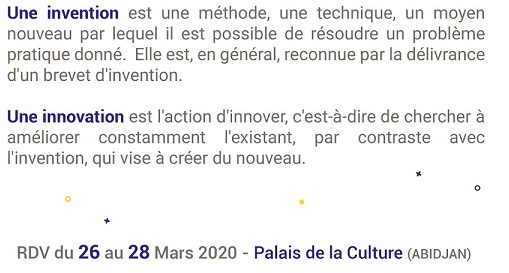 Une invention est une méthode, une technique, un moyen
nouveau par lequel il est possible de résoudre un problème
pratique donné. Elle est, en général, reconnue par la délivrance
d'un brevet d'invention.
Une innovation est l'action d'innover, c'est-à-dire de chercher à
améliorer constamment l'existant, par contraste avec
l'invention, qui vise à créer du nouveau.
RDV du 26 au 28 Mars 2020 - Palais de la Culture (ABIDJAN)